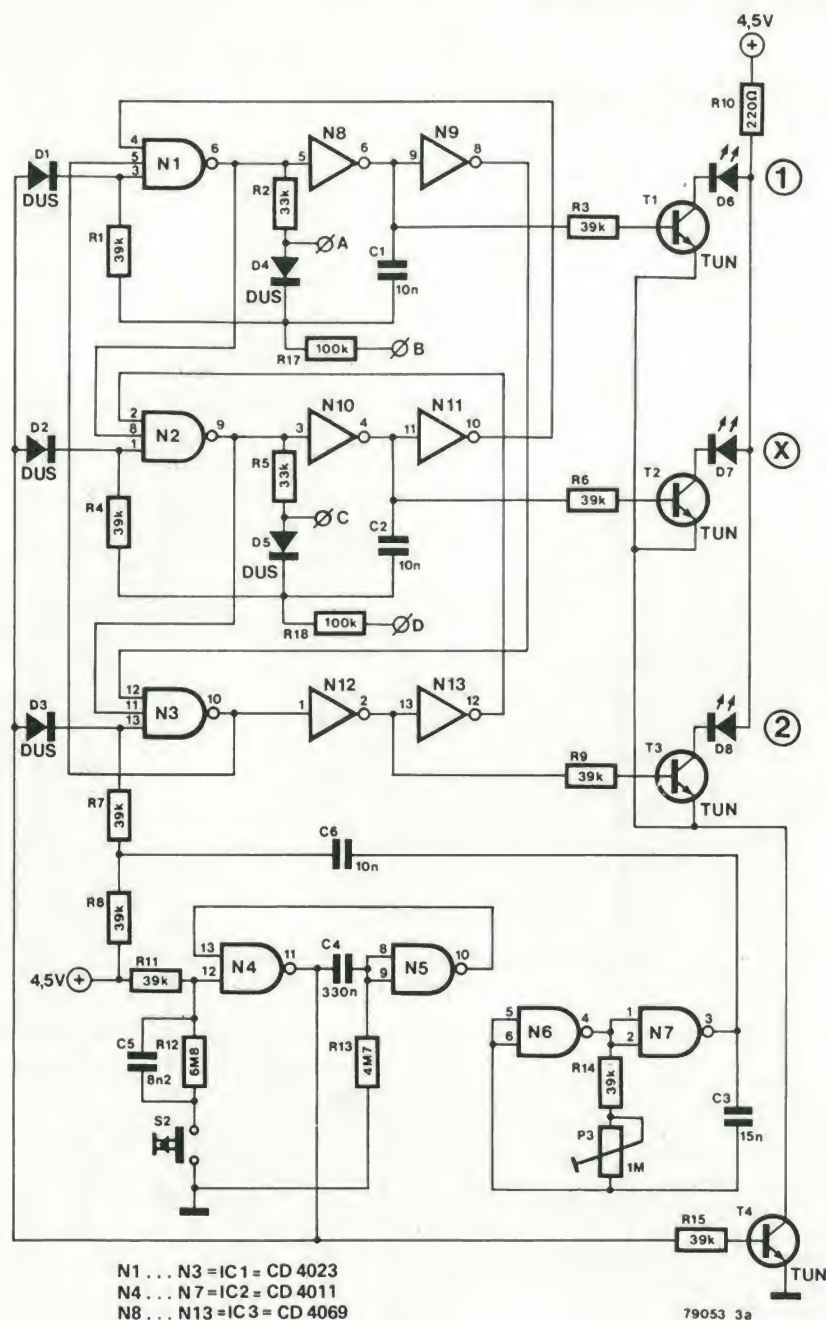 4,5V
+
R10
220Ω
D1
DUS
4
5
3
N1
6
R1
39k
R2
33k
A
D4
DUS
5
N8
6
C1
10n
9
N9
8
R3
39k
T1
TUN
D6
1
R17
100k
B
D2
DUS
2
8
1
N2
9
R4
39k
R5
33k
C
D5
DUS
3
N10
4
C2
10n
11
N11
10
R6
39k
T2
TUN
D7
X
R18
100k
D
D3
DUS
12
11
13
N3
10
1
N12
2
13
N13
12
R9
39k
T3
TUN
D8
2
R7
39k
C6
10n
R8
39k
4,5V
+
R11
39k
13
12
N4
11
C4
330n
8
9
N5
10
C5
8n2
R12
6M8
S2
R13
4M7
5
6
N6
4
1
2
N7
3
R14
39k
P3
1M
C3
15n
R15
39k
T4
TUN
N1 ... N3 = IC1 = CD 4023
N4 ... N7 = IC2 = CD 4011
N8 ... N13 = IC3 = CD 4069
79053 3a